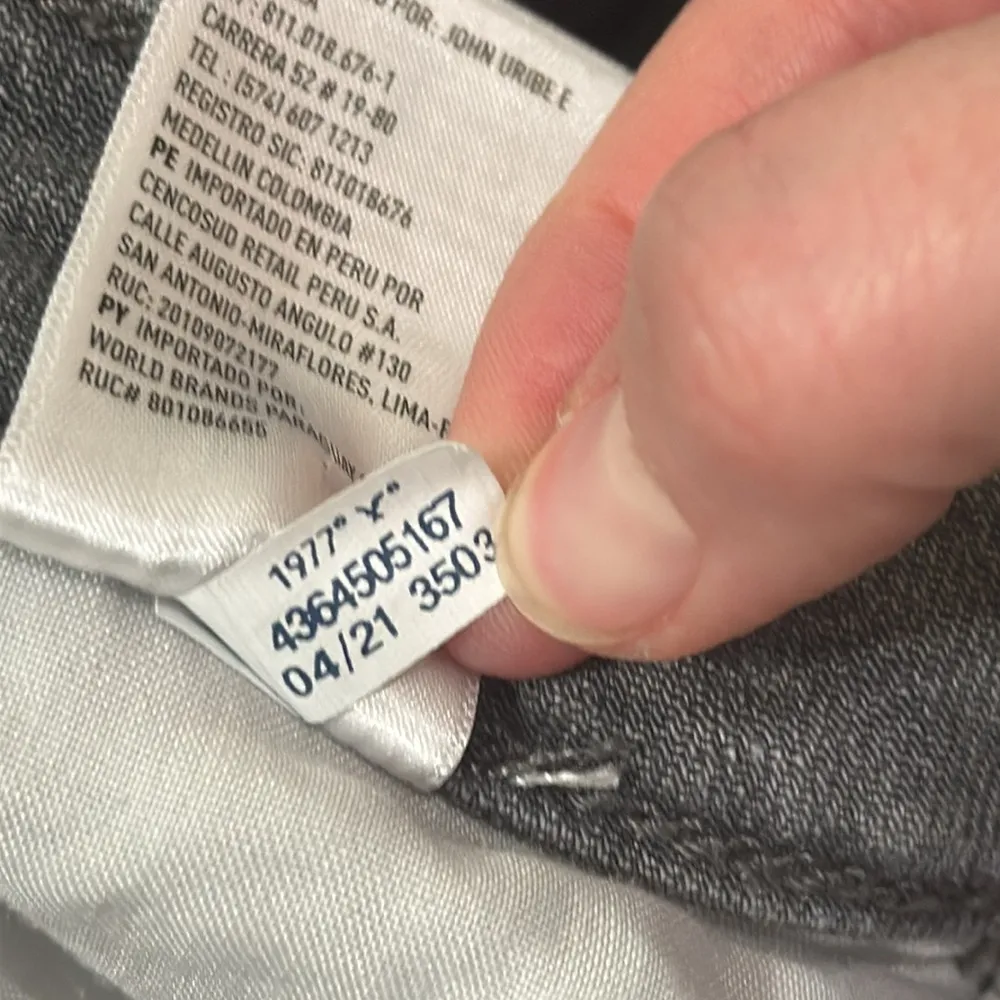 POR: JOHN URIBE E
: 811.018.676-1
CARRERA 52 # 19-80
TEL : (574) 607 1213
REGISTRO SIC: 811018676
MEDELLIN COLOMBIA
PE IMPORTADO EN PERU POR
CENCOSUD RETAIL PERU S.A.
CALLE AUGUSTO ANGULO #130
SAN ANTONIO-MIRAFLORES, LIMA-
RUC: 20109072177
PY IMPORTADO POR:
WORLD BRANDS PARAGUAY
RUC# 801086655
1977"
4364505167
04/21 3503